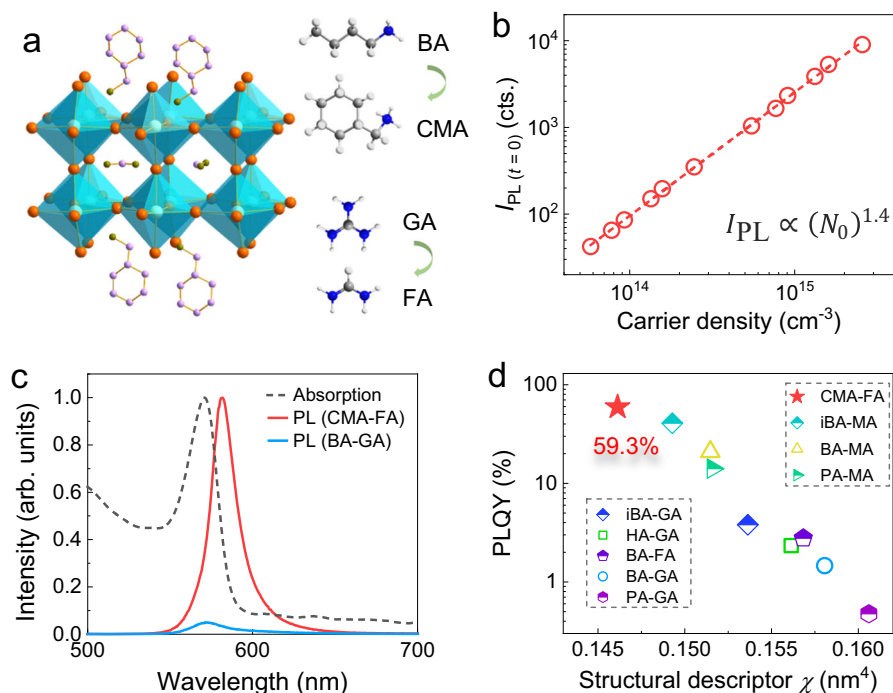 a
BA
CMA
GA
FA
b
I_PL (t = 0) (cts.)
10^4
10^3
10^2
I_PL ∝ (N_0)^1.4
10^14
10^15
Carrier density (cm^-3)
c
Intensity (arb. units)
1.0
0.8
0.6
0.4
0.2
0.0
Absorption
PL (CMA-FA)
PL (BA-GA)
500
600
700
Wavelength (nm)
d
PLQY (%)
100
10
1
59.3%
CMA-FA
iBA-MA
BA-MA
PA-MA
iBA-GA
HA-GA
BA-FA
BA-GA
PA-GA
0.145
0.150
0.155
0.160
Structural descriptor χ (nm^4)